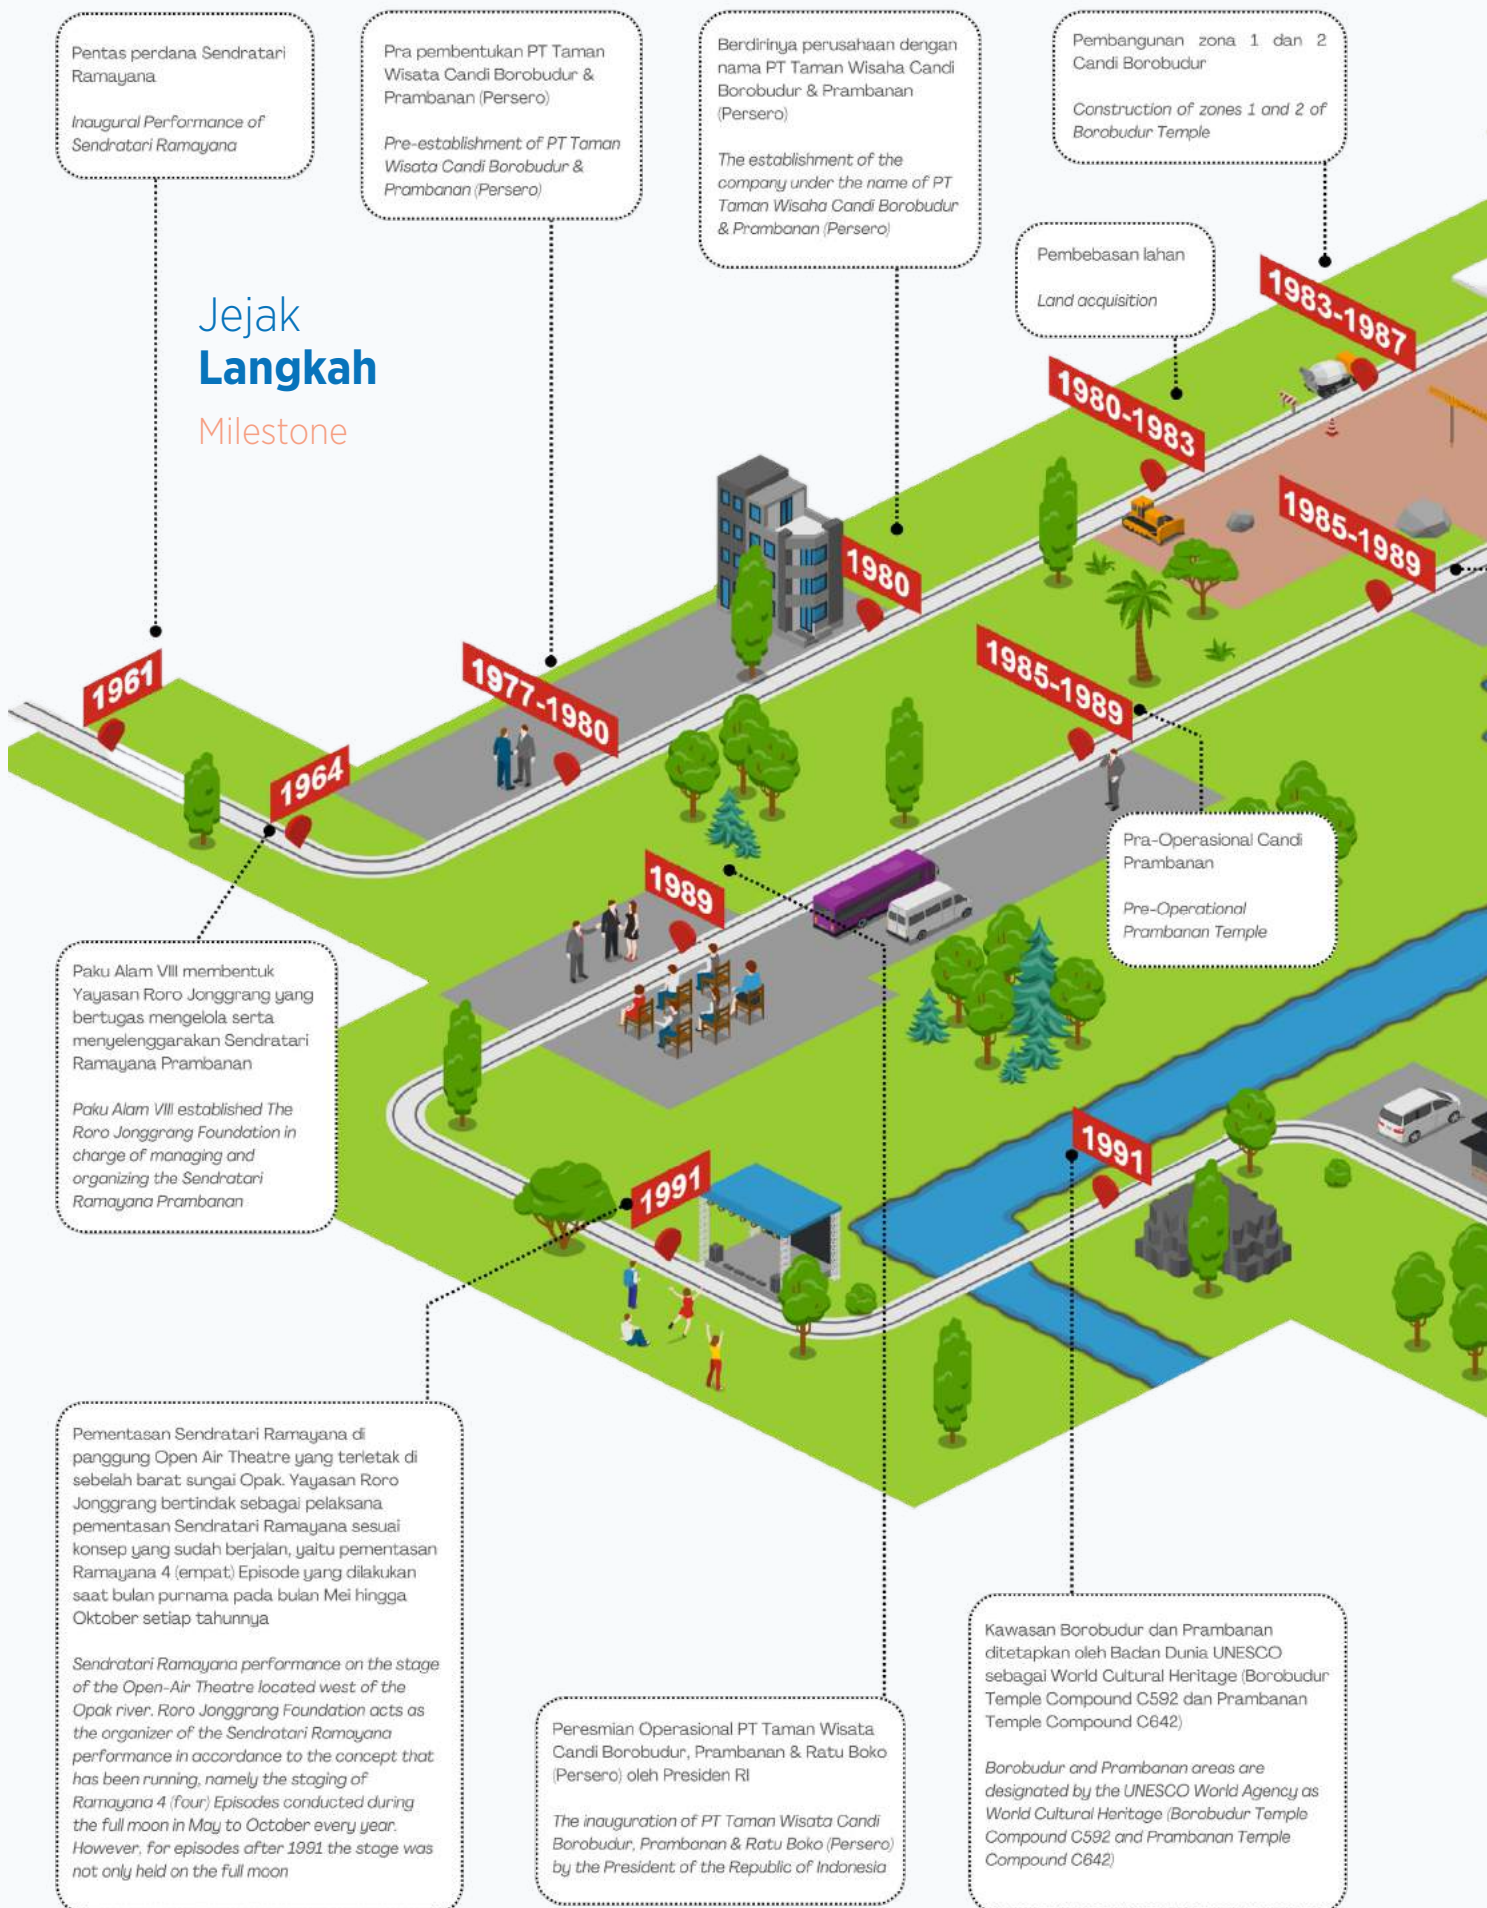 Pentas perdana Sendratari
Ramayana
Inaugural Performance of
Sendratari Ramayana
Pra pembentukan PT Taman
Wisata Candi Borobudur &
Prambanan (Persero)
Pre-establishment of PT Taman
Wisata Candi Borobudur &
Prambanan (Persero)
Berdirinya perusahaan dengan
nama PT Taman Wisaha Candi
Borobudur & Prambanan
(Persero)
The establishment of the
company under the name of PT
Taman Wisaha Candi Borobudur
& Prambanan (Persero)
Pembangunan zona 1 dan 2
Candi Borobudur
Construction of zones 1 and 2 of
Borobudur Temple
Pembebasan lahan
Land acquisition
Jejak
Langkah
Milestone
1983-1987
1980-1983
1985-1989
1980
1985-1989
1961
1977-1980
1964
1989
Pra-Operasional Candi
Prambanan
Pre-Operational
Prambanan Temple
Paku Alam VIII membentuk
Yayasan Roro Jonggrang yang
bertugas mengelola serta
menyelenggarakan Sendratari
Ramayana Prambanan
Paku Alam VIII established The
Roro Jonggrang Foundation in
charge of managing and
organizing the Sendratari
Ramayana Prambanan
1991
1991
Pementasan Sendratari Ramayana di
panggung Open Air Theatre yang terletak di
sebelah barat sungai Opak. Yayasan Roro
Jonggrang bertindak sebagai pelaksana
pementasan Sendratari Ramayana sesuai
konsep yang sudah berjalan, yaitu pementasan
Ramayana 4 (empat) Episode yang dilakukan
saat bulan purnama pada bulan Mei hingga
Oktober setiap tahunnya
Sendratari Ramayana performance on the stage
of the Open-Air Theatre located west of the
Opak river. Roro Jonggrang Foundation acts as
the organizer of the Sendratari Ramayana
performance in accordance to the concept that
has been running, namely the staging of
Ramayana 4 (four) Episodes conducted during
the full moon in May to October every year.
However, for episodes after 1991 the stage was
not only held on the full moon
Peresmian Operasional PT Taman Wisata
Candi Borobudur, Prambanan & Ratu Boko
(Persero) oleh Presiden RI
The inauguration of PT Taman Wisata Candi
Borobudur, Prambanan & Ratu Boko (Persero)
by the President of the Republic of Indonesia
Kawasan Borobudur dan Prambanan
ditetapkan oleh Badan Dunia UNESCO
sebagai World Cultural Heritage (Borobudur
Temple Compound C592 dan Prambanan
Temple Compound C642)
Borobudur and Prambanan areas are
designated by the UNESCO World Agency as
World Cultural Heritage (Borobudur Temple
Compound C592 and Prambanan Temple
Compound C642)